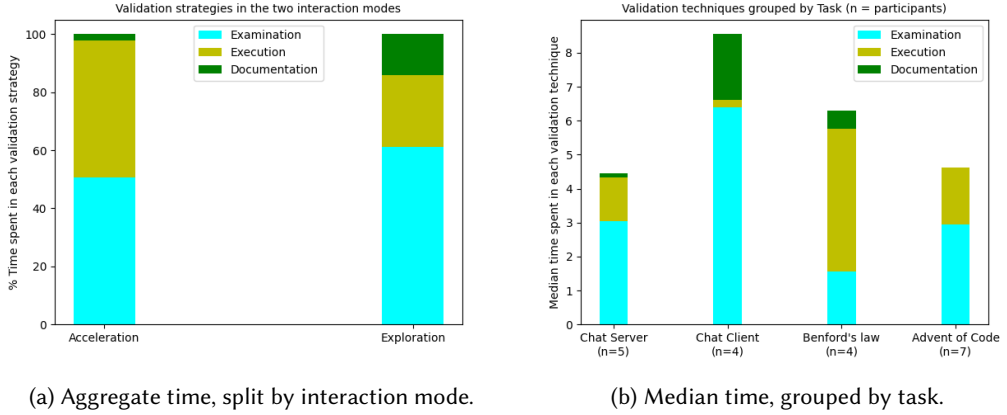 Validation strategies in the two interaction modes
% Time spent in each validation strategy
100
80
60
40
20
0
Examination
Execution
Documentation
Acceleration
Exploration
(a) Aggregate time, split by interaction mode.
Validation techniques grouped by Task (n = participants)
Median time spent in each validation technique
8
7
6
5
4
3
2
1
0
Examination
Execution
Documentation
Chat Server
(n=5)
Chat Client
(n=4)
Benford's law
(n=4)
Advent of Code
(n=7)
(b) Median time, grouped by task.